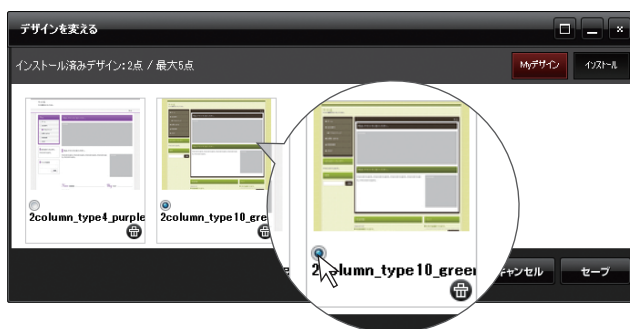 デザインを変える
インストール済みデザイン:2点 / 最大5点
Myデザイン
インストール
2column_type4_purple
2column_type10_gre
2column_type10_green
キャンセル
セーブ